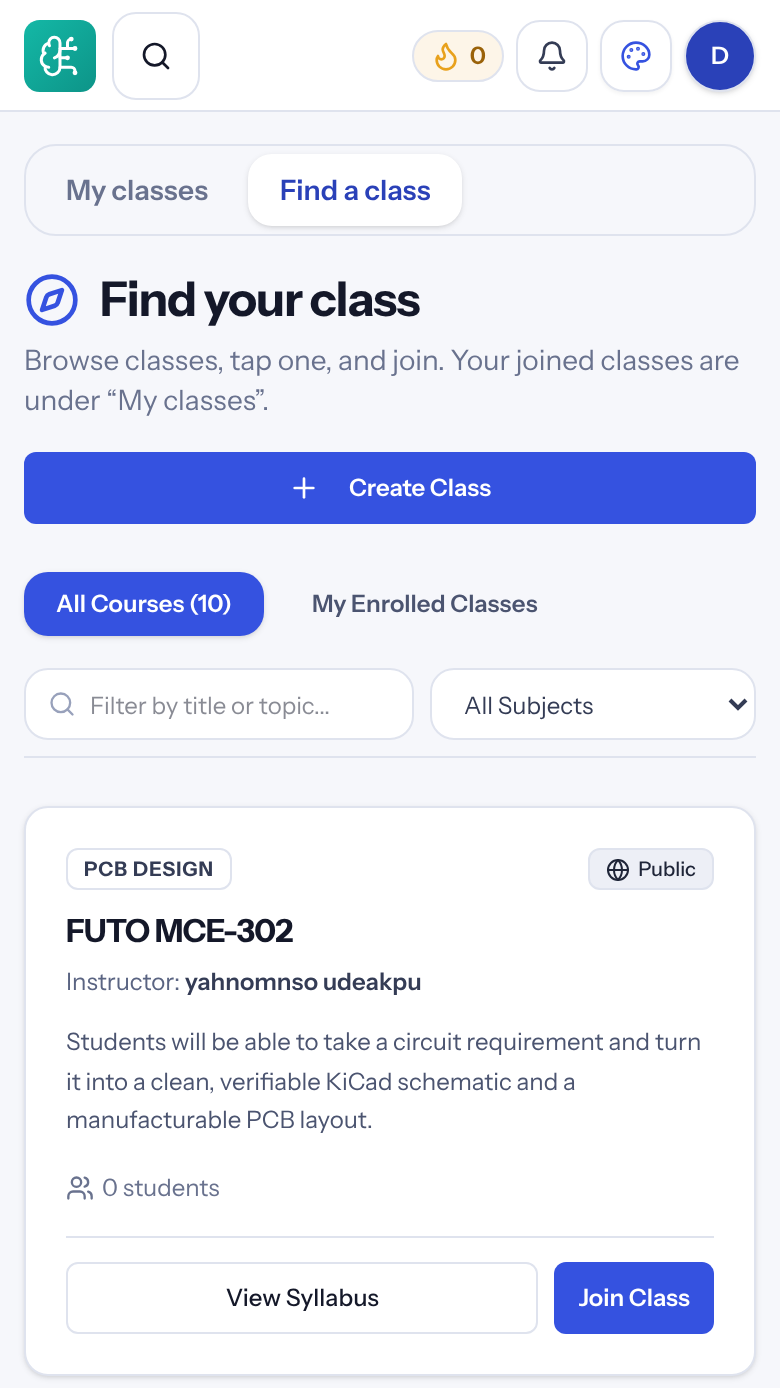 0
D
My classes
Find a class
Find your class
Browse classes, tap one, and join. Your joined classes are
under “My classes”.
Create Class
All Courses (10)
My Enrolled Classes
Filter by title or topic...
All Subjects
PCB DESIGN
Public
FUTO MCE-302
Instructor: yahnomnso udeakpu
Students will be able to take a circuit requirement and turn
it into a clean, verifiable KiCad schematic and a
manufacturable PCB layout.
0 students
View Syllabus
Join Class